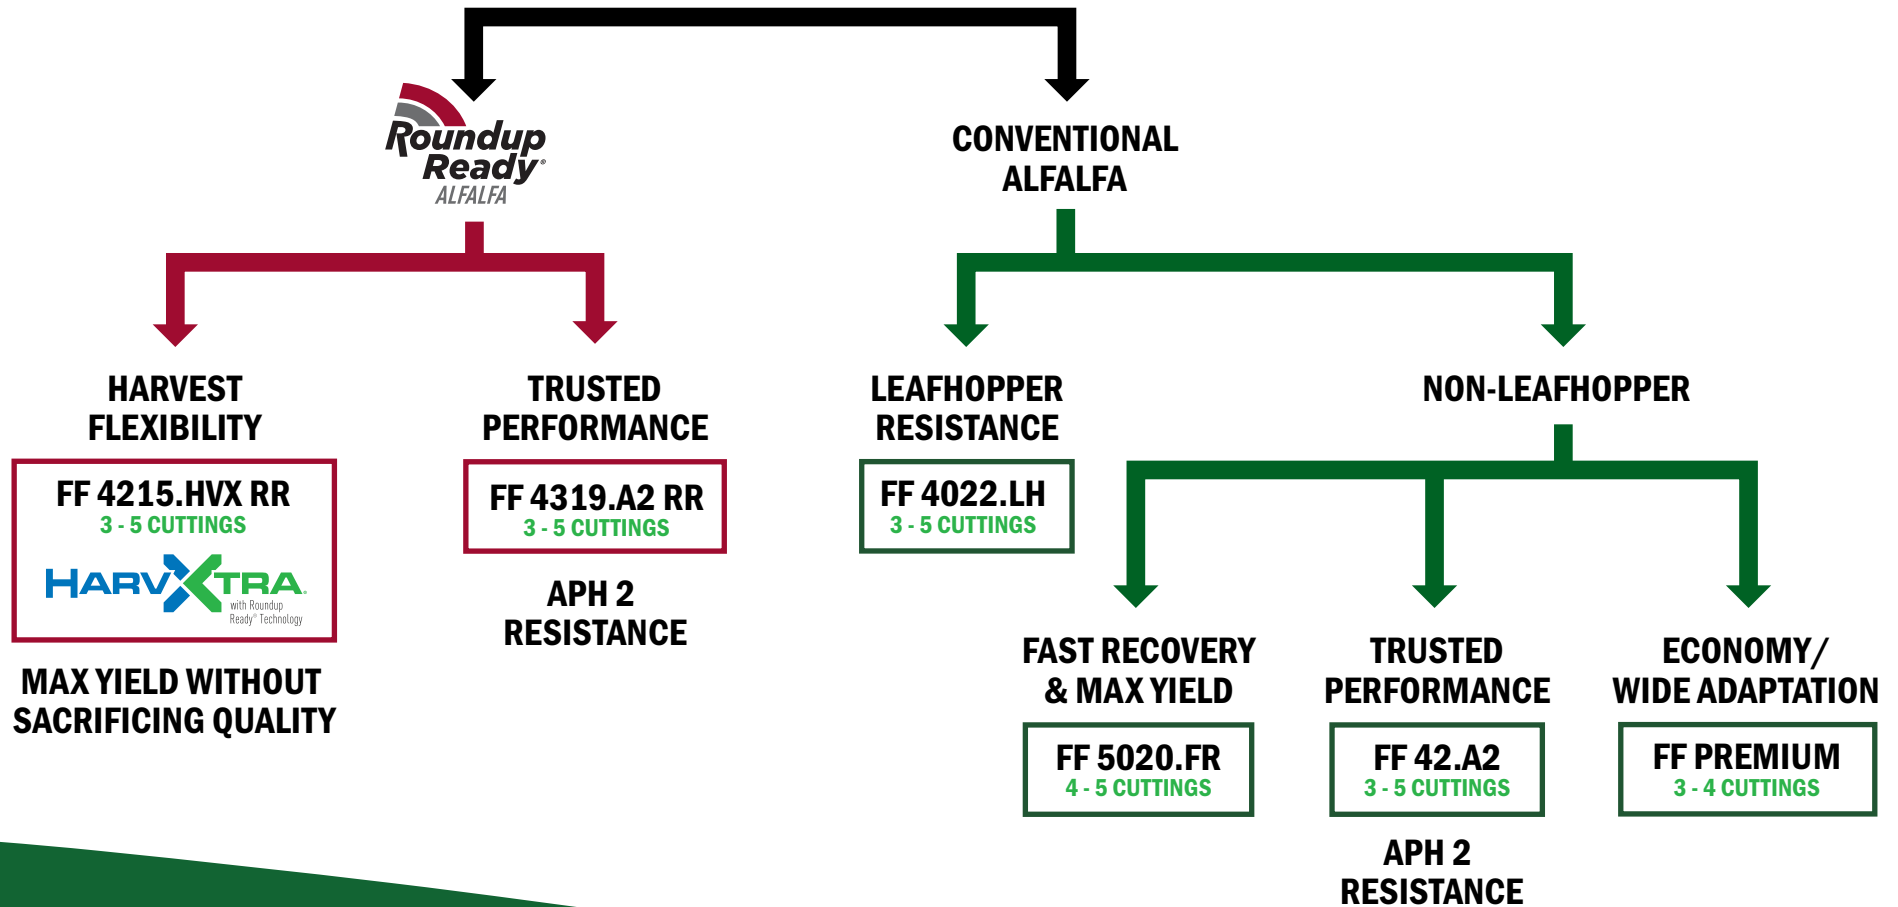 Roundup
Ready®
ALFALFA
CONVENTIONAL
ALFALFA
HARVEST
FLEXIBILITY
FF 4215.HVX RR
3 - 5 CUTTINGS
HARVXTRA®
with Roundup
Ready® Technology
MAX YIELD WITHOUT
SACRIFICING QUALITY
TRUSTED
PERFORMANCE
FF 4319.A2 RR
3 - 5 CUTTINGS
APH 2
RESISTANCE
LEAFHOPPER
RESISTANCE
FF 4022.LH
3 - 5 CUTTINGS
NON-LEAFHOPPER
FAST RECOVERY
& MAX YIELD
FF 5020.FR
4 - 5 CUTTINGS
TRUSTED
PERFORMANCE
FF 42.A2
3 - 5 CUTTINGS
APH 2
RESISTANCE
ECONOMY/
WIDE ADAPTATION
FF PREMIUM
3 - 4 CUTTINGS